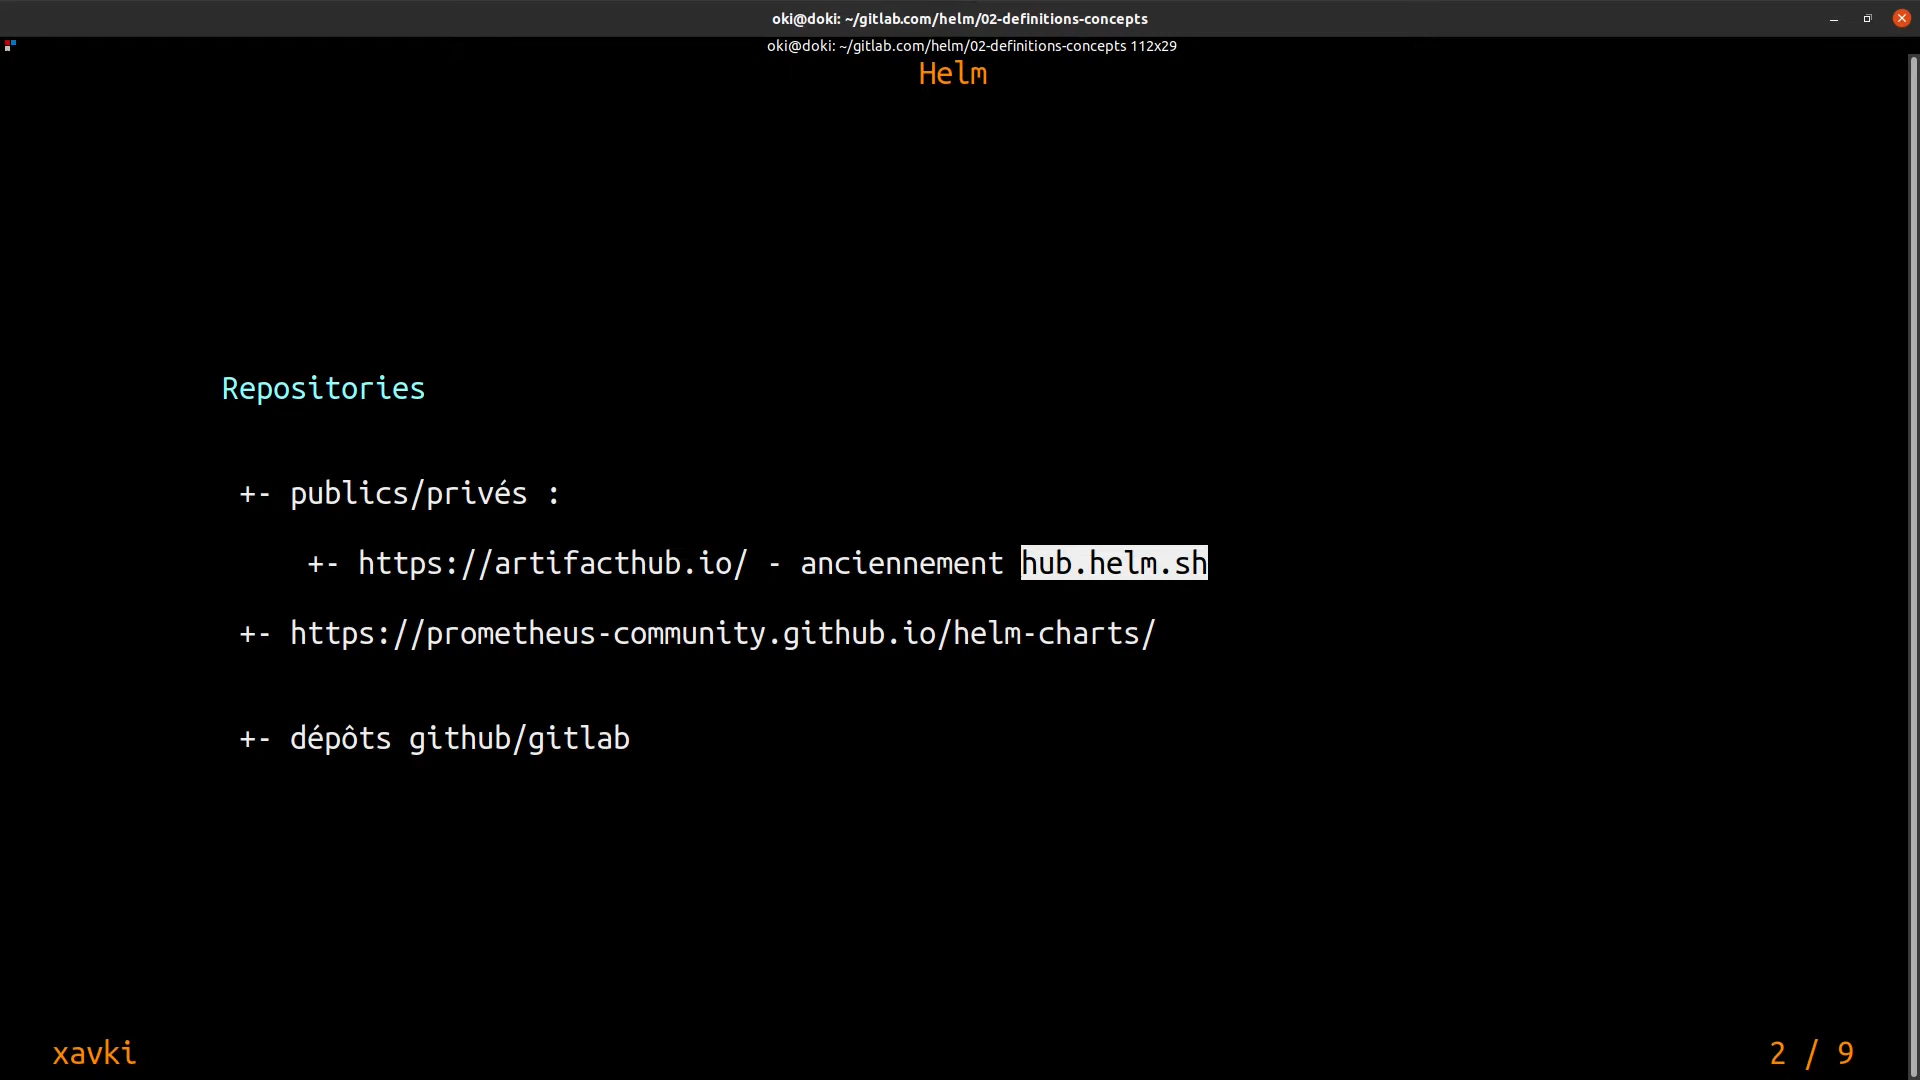 oki@doki: ~/gitlab.com/helm/02-definitions-concepts
oki@doki: ~/gitlab.com/helm/02-definitions-concepts 112x29
Helm
Repositories
+- publics/privés :
+- https://artifacthub.io/ - anciennement hub.helm.sh
+- https://prometheus-community.github.io/helm-charts/
+- dépôts github/gitlab
xavki
2 / 9